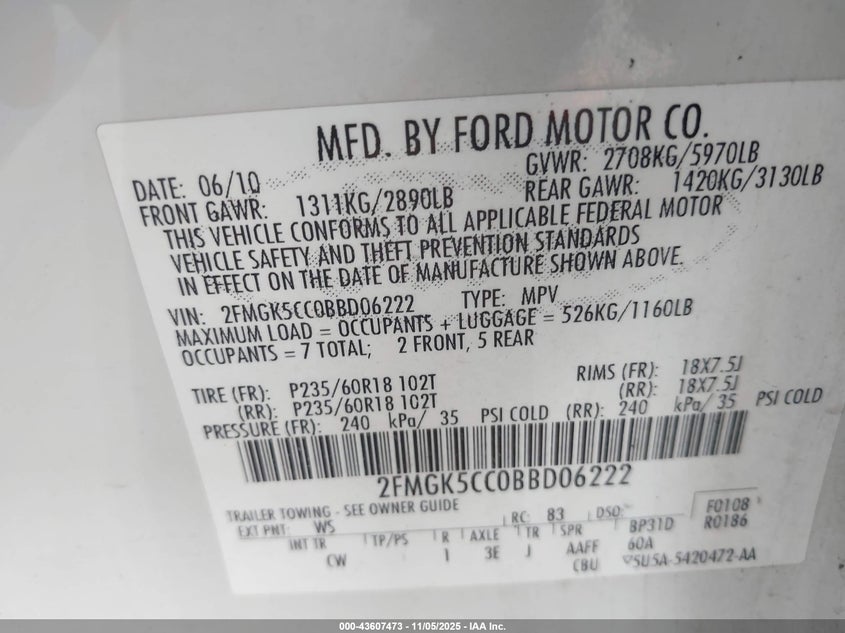 MFD. BY FORD MOTOR CO.
DATE: 06/10 GVWR: 2708KG/5970LB
FRONT GAWR: 1311KG/2890LB REAR GAWR: 1420KG/3130LB
THIS VEHICLE CONFORMS TO ALL APPLICABLE FEDERAL MOTOR
VEHICLE SAFETY AND THEFT PREVENTION STANDARDS
IN EFFECT ON THE DATE OF MANUFACTURE SHOWN ABOVE.
VIN: 2FMGK5CC0BBD06222 TYPE: MPV
MAXIMUM LOAD = OCCUPANTS + LUGGAGE = 526KG/1160LB
OCCUPANTS = 7 TOTAL; 2 FRONT, 5 REAR
TIRE (FR): P235/60R18 102T RIMS (FR): 18X7.5J
(RR): P235/60R18 102T (RR): 18X7.5J
PRESSURE (FR): 240 kPa/ 35 PSI COLD (RR): 240 kPa/ 35 PSI COLD
2FMGK5CC0BBD06222
TRAILER TOWING - SEE OWNER GUIDE
EXT PNT: WS RC: 83 DSO: F0108
INT TR TP/PS R AXLE TR SPR BP31D R0186
CW I 3E J AAFF 60A
CBU 5U5A-5420472-AA
000-43607473 - 11/05/2025 - IAA Inc.